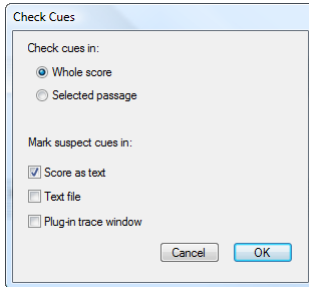 Check Cues
Check cues in:
Whole score
Selected passage
Mark suspect cues in:
Score as text
Text file
Plug-in trace window
Cancel OK